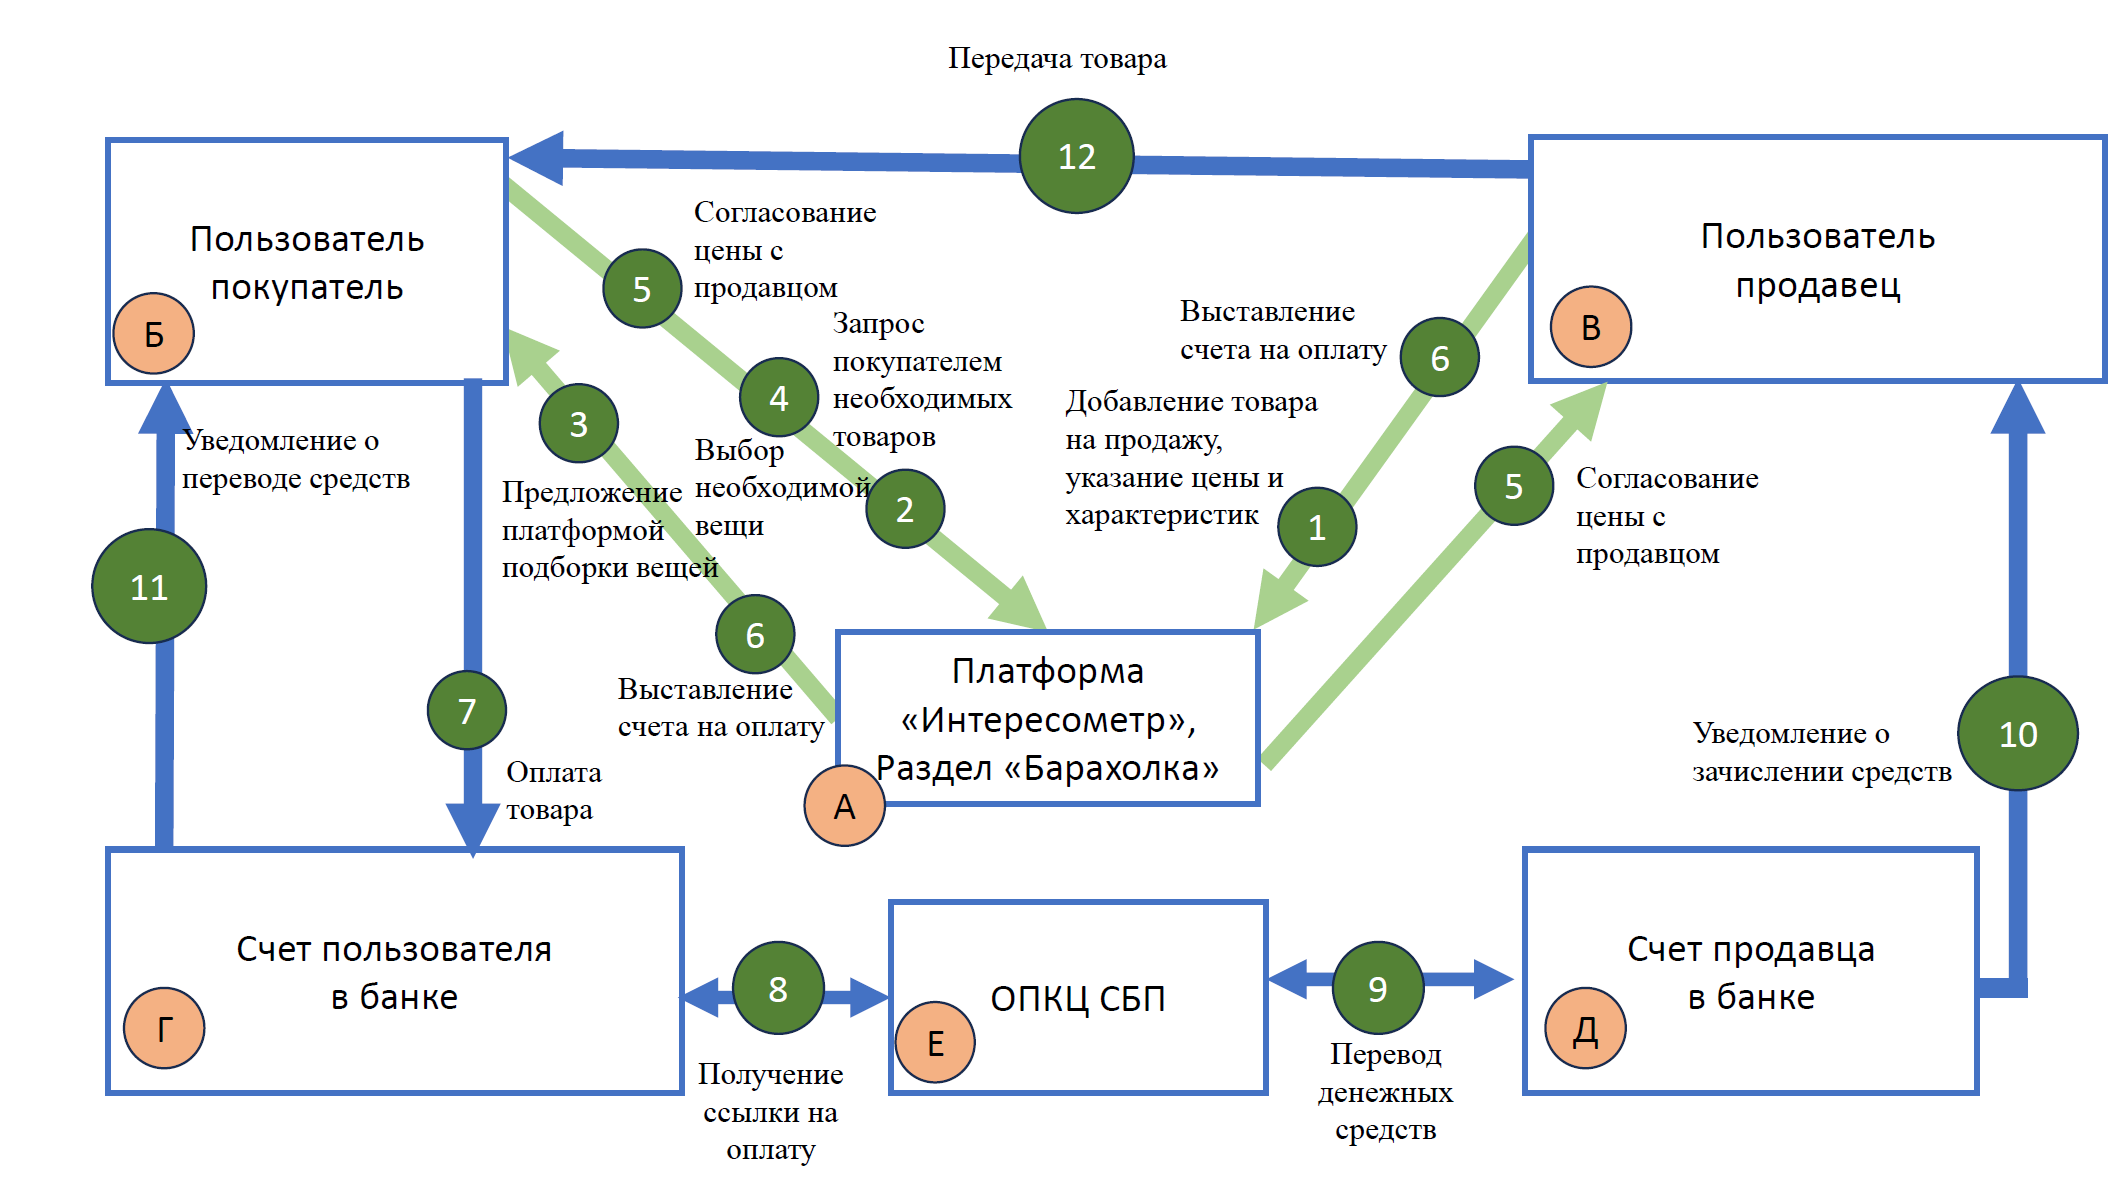 Передача товара
12
Пользователь
покупатель
Б
Пользователь
продавец
В
Согласование
цены с
продавцом
5
Запрос
покупателем
необходимых
товаров
4
Выбор
необходимой
вещи
2
3
Предложение
платформой
подборки вещей
6
Выставление
счета на оплату
Выставление
счета на оплату
6
Добавление товара
на продажу,
указание цены и
характеристик
1
5
Согласование
цены с
продавцом
Уведомление о
переводе средств
11
7
Оплата
товара
Платформа
«Интересометр»,
Раздел «Барахолка»
А
Уведомление о
зачислении средств
10
Счет пользователя
в банке
Г
8
Получение
ссылки на
оплату
ОПКЦ СБП
Е
9
Перевод
денежных
средств
Счет продавца
в банке
Д